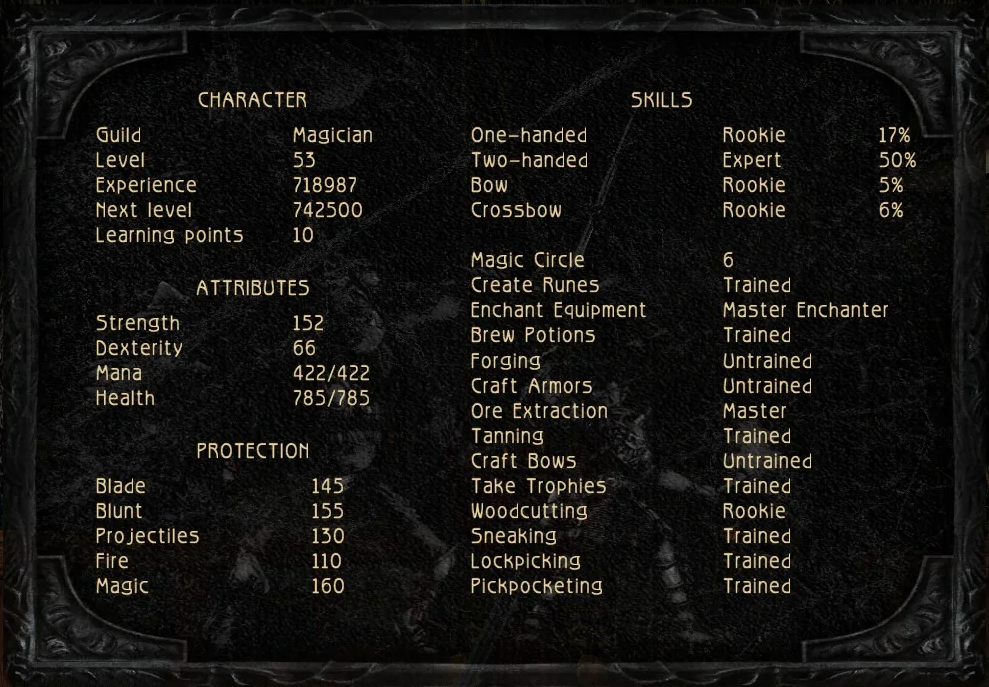 CHARACTER
Guild Magician
Level 53
Experience 718987
Next level 742500
Learning points 10
ATTRIBUTES
Strength 152
Dexterity 66
Mana 422/422
Health 785/785
PROTECTION
Blade 145
Blunt 155
Projectiles 130
Fire 110
Magic 160
SKILLS
One-handed Rookie 17%
Two-handed Expert 50%
Bow Rookie 5%
Crossbow Rookie 6%
Magic Circle 6
Create Runes Trained
Enchant Equipment Master Enchanter
Brew Potions Trained
Forging Untrained
Craft Armors Untrained
Ore Extraction Master
Tanning Trained
Craft Bows Untrained
Take Trophies Trained
Woodcutting Rookie
Sneaking Trained
Lockpicking Trained
Pickpocketing Trained